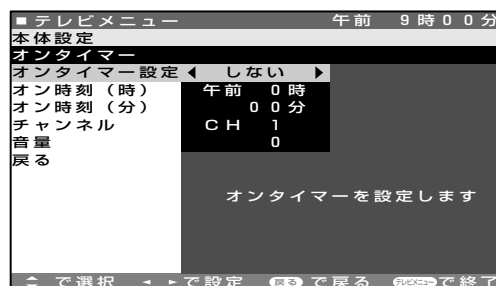 ■テレビメニュー 午前 9時00分
本体設定
オンタイマー
オンタイマー設定 ◀ しない ▶
オン時刻(時) 午前 0時
オン時刻(分) 00分
チャンネル CH 1
音量 0
戻る
オンタイマーを設定します
で選択 で設定 戻る で戻る テレビメニュー で終了